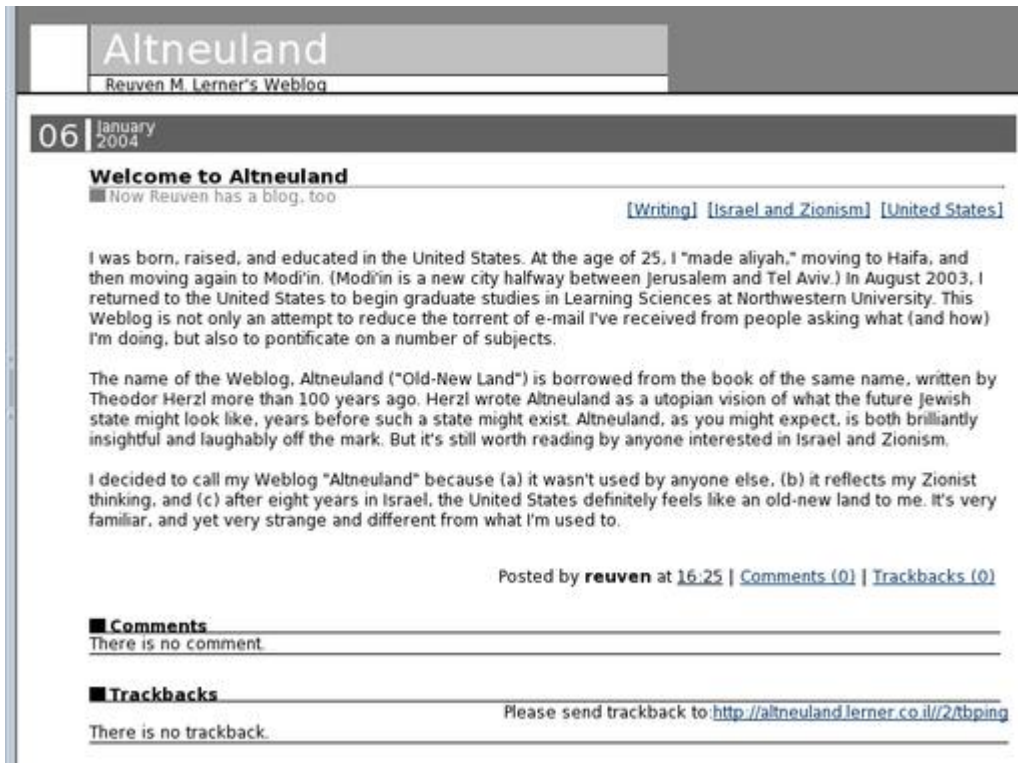 Altneuland
Reuven M. Lerner's Weblog
06 January
2004
Welcome to Altneuland
Now Reuven has a blog, too
[Writing] [Israel and Zionism] [United States]
I was born, raised, and educated in the United States. At the age of 25, I "made aliyah," moving to Haifa, and
then moving again to Modi'in. (Modi'in is a new city halfway between Jerusalem and Tel Aviv.) In August 2003, I
returned to the United States to begin graduate studies in Learning Sciences at Northwestern University. This
Weblog is not only an attempt to reduce the torrent of e-mail I've received from people asking what (and how)
I'm doing, but also to pontificate on a number of subjects.
The name of the Weblog, Altneuland ("Old-New Land") is borrowed from the book of the same name, written by
Theodor Herzl more than 100 years ago. Herzl wrote Altneuland as a utopian vision of what the future Jewish
state might look like, years before such a state might exist. Altneuland, as you might expect, is both brilliantly
insightful and laughably off the mark. But it's still worth reading by anyone interested in Israel and Zionism.
I decided to call my Weblog "Altneuland" because (a) it wasn't used by anyone else, (b) it reflects my Zionist
thinking, and (c) after eight years in Israel, the United States definitely feels like an old-new land to me. It's very
familiar, and yet very strange and different from what I'm used to.
Posted by reuven at 16:25 | Comments (0) | Trackbacks (0)
Comments
There is no comment.
Trackbacks
Please send trackback to:http://altneuland.lerner.co.il//2/tbping
There is no trackback.